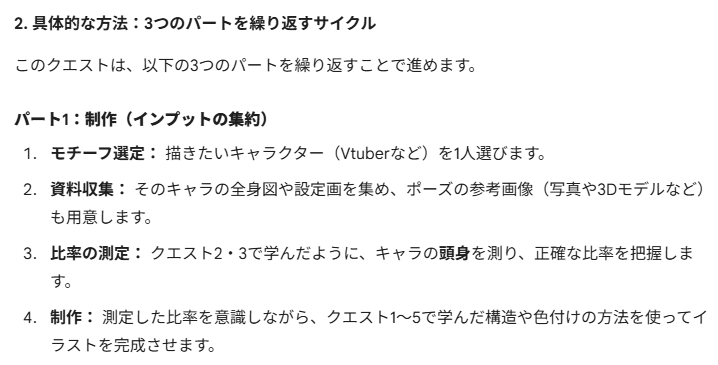 2. 具体的な方法：3つのパートを繰り返すサイクル
このクエストは、以下の3つのパートを繰り返すことで進めます。
パート1：制作（インプットの集約）
1. モチーフ選定： 描きたいキャラクター（Vtuberなど）を1人選びます。
2. 資料収集： そのキャラの全身図や設定画を集め、ポーズの参考画像（写真や3Dモデルなど）
も用意します。
3. 比率の測定： クエスト2・3で学んだように、キャラの頭身を測り、正確な比率を把握しま
す。
4. 制作： 測定した比率を意識しながら、クエスト1〜5で学んだ構造や色付けの方法を使ってイ
ラストを完成させます。